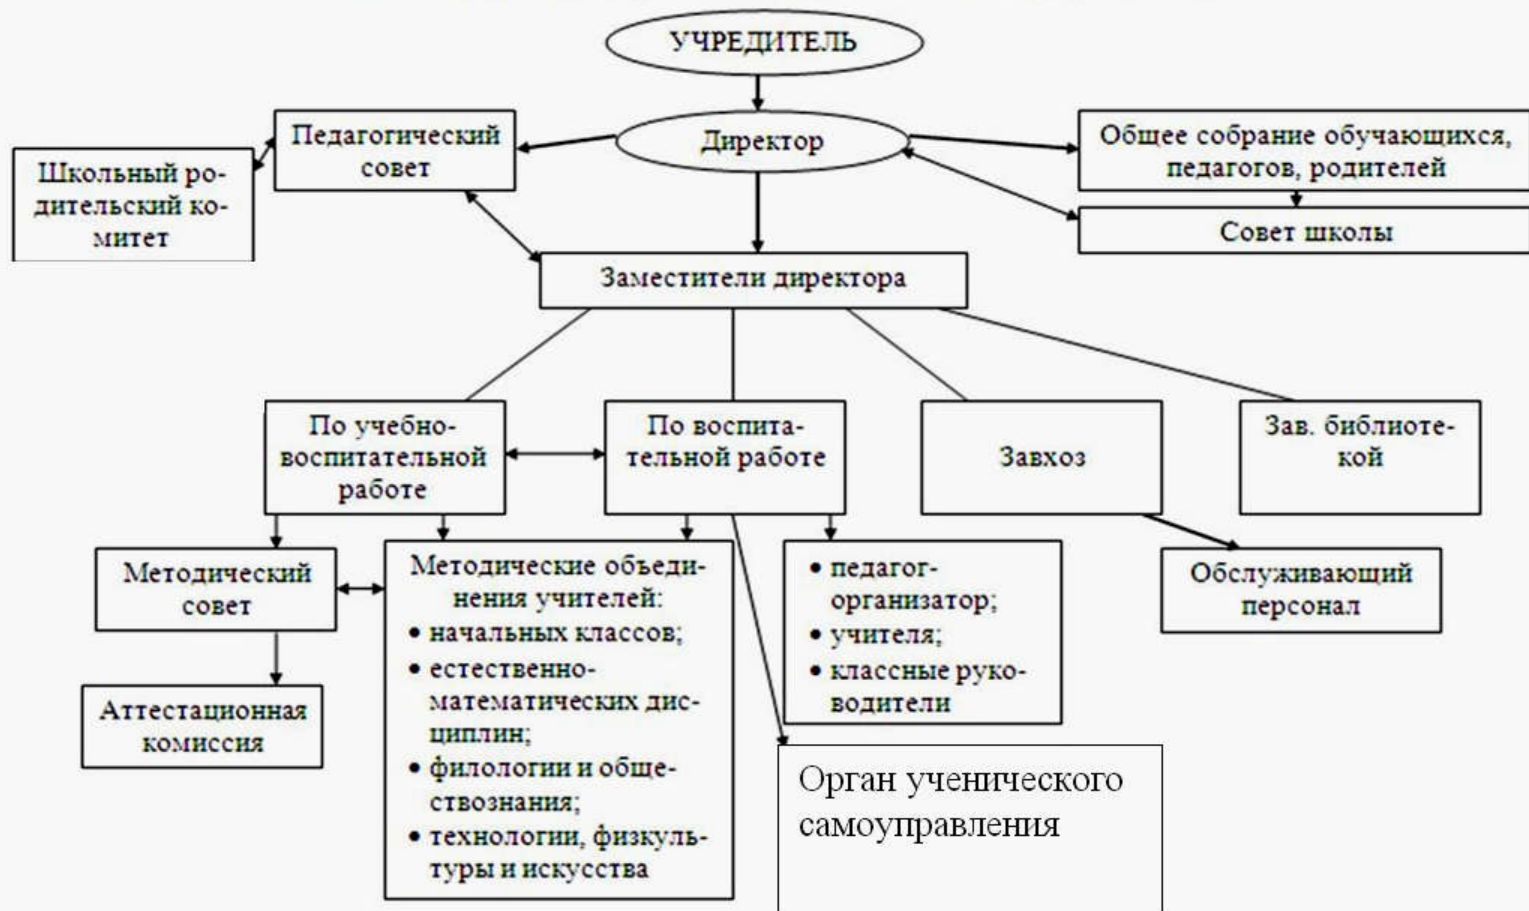 УЧРЕДИТЕЛЬ
Директор
Педагогический
совет
Школьный ро-
дительский ко-
митет
Общее собрание обучающихся,
педагогов, родителей
Совет школы
Заместители директора
По учебно-
воспитательной
работе
По воспита-
тельной работе
Завхоз
Зав. библиоте-
кой
Методический
совет
Методические объеди-
нения учителей:
• начальных классов;
• естественно-
математических дис-
циплин;
• филологии и обще-
ствознания;
• технологии, физкуль-
туры и искусства
• педагог-
организатор;
• учителя;
• классные руко-
водители
Обслуживающий
персонал
Аттестационная
комиссия
Орган ученического
самоуправления